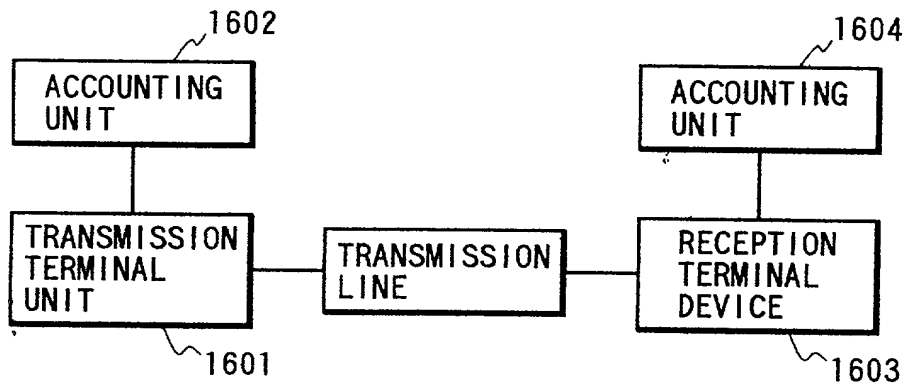 1602
ACCOUNTING
UNIT
1604
ACCOUNTING
UNIT
TRANSMISSION
TERMINAL
UNIT
TRANSMISSION
LINE
RECEPTION
TERMINAL
DEVICE
1601
1603